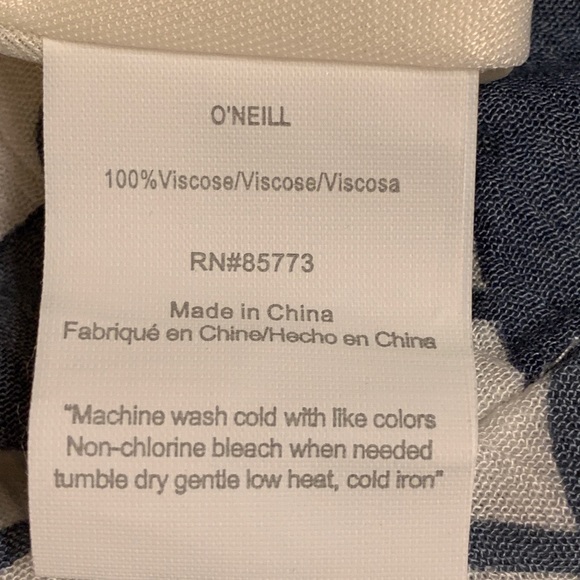 O'NEILL
100%Viscose/Viscose/Viscosa
RN#85773
Made in China
Fabriqué en Chine/Hecho en China
"Machine wash cold with like colors
Non-chlorine bleach when needed
tumble dry gentle low heat, cold iron"